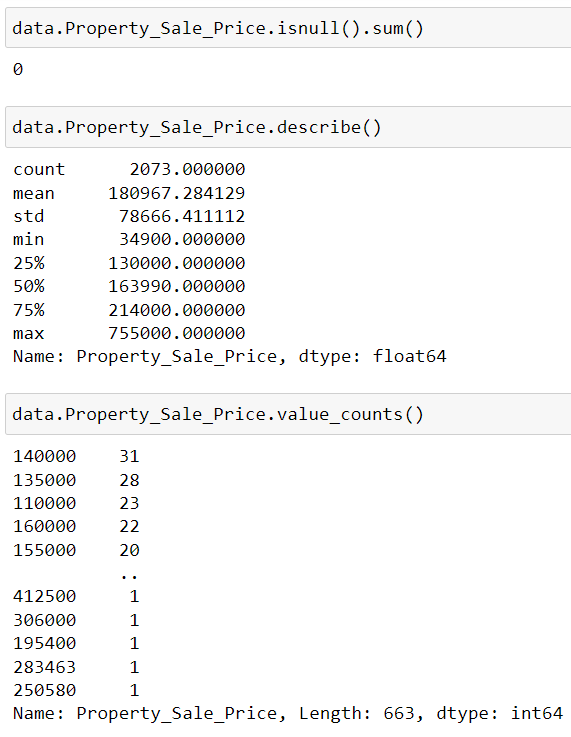 data.Property_Sale_Price.isnull().sum()
0
data.Property_Sale_Price.describe()
count      2073.000000
mean     180967.284129
std       78666.411112
min       34900.000000
25%      130000.000000
50%      163990.000000
75%      214000.000000
max      755000.000000
Name: Property_Sale_Price, dtype: float64
data.Property_Sale_Price.value_counts()
140000    31
135000    28
110000    23
160000    22
155000    20
          ..
412500     1
306000     1
195400     1
283463     1
250580     1
Name: Property_Sale_Price, Length: 663, dtype: int64